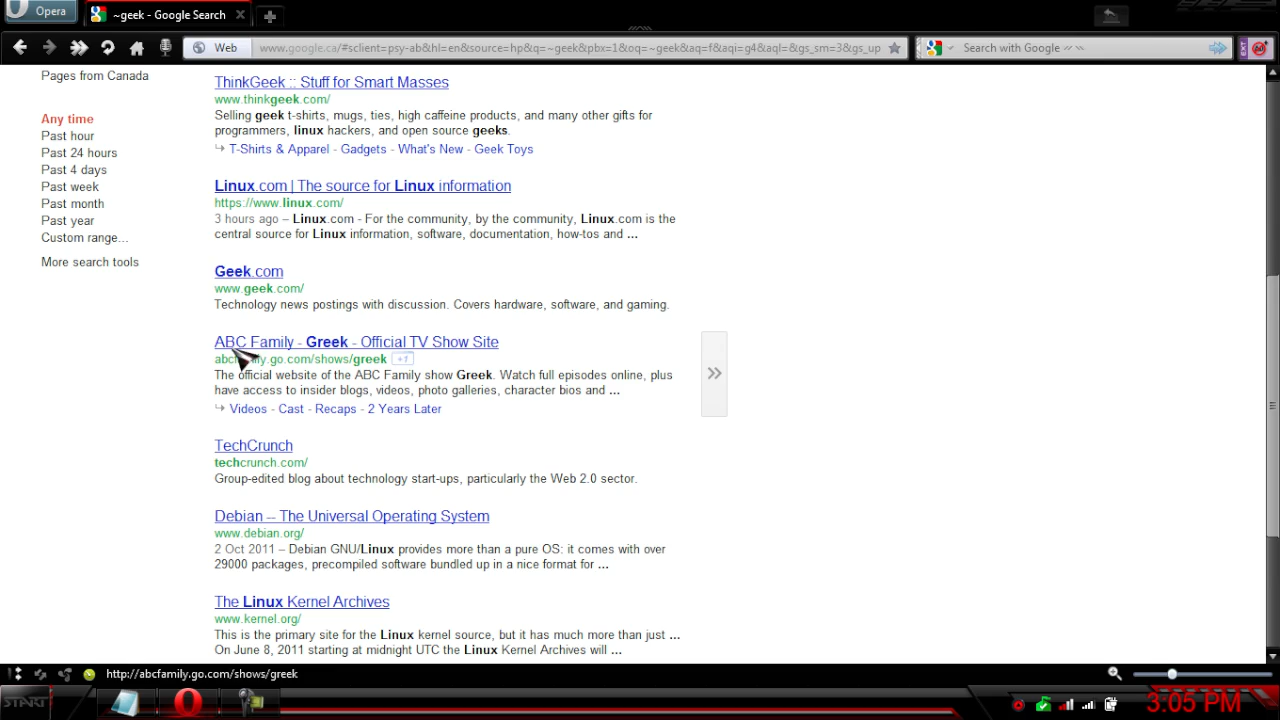 Opera
~geek - Google Search
Web
www.google.ca/#sclient=psy-ab&hl=en&source=hp&q=~geek&pbx=1&oq=~geek&aq=f&aqi=g4&aql=&gs_sm=3&gs_up
Search with Google
EXT
Pages from Canada
Any time
Past hour
Past 24 hours
Past 4 days
Past week
Past month
Past year
Custom range...
More search tools
ThinkGeek :: Stuff for Smart Masses
www.thinkgeek.com/
Selling geek t-shirts, mugs, ties, high caffeine products, and many other gifts for
programmers, linux hackers, and open source geeks.
T-Shirts & Apparel - Gadgets - What's New - Geek Toys
Linux.com | The source for Linux information
https://www.linux.com/
3 hours ago – Linux.com - For the community, by the community, Linux.com is the
central source for Linux information, software, documentation, how-tos and ...
Geek.com
www.geek.com/
Technology news postings with discussion. Covers hardware, software, and gaming.
ABC Family - Greek - Official TV Show Site
abcfamily.go.com/shows/greek +1
The official website of the ABC Family show Greek. Watch full episodes online, plus
have access to insider blogs, videos, photo galleries, character bios and ...
Videos - Cast - Recaps - 2 Years Later
TechCrunch
techcrunch.com/
Group-edited blog about technology start-ups, particularly the Web 2.0 sector.
Debian -- The Universal Operating System
www.debian.org/
2 Oct 2011 – Debian GNU/Linux provides more than a pure OS: it comes with over
29000 packages, precompiled software bundled up in a nice format for ...
The Linux Kernel Archives
www.kernel.org/
This is the primary site for the Linux kernel source, but it has much more than just ...
On June 8, 2011 starting at midnight UTC the Linux Kernel Archives will ...
http://abcfamily.go.com/shows/greek
START
3:05 PM